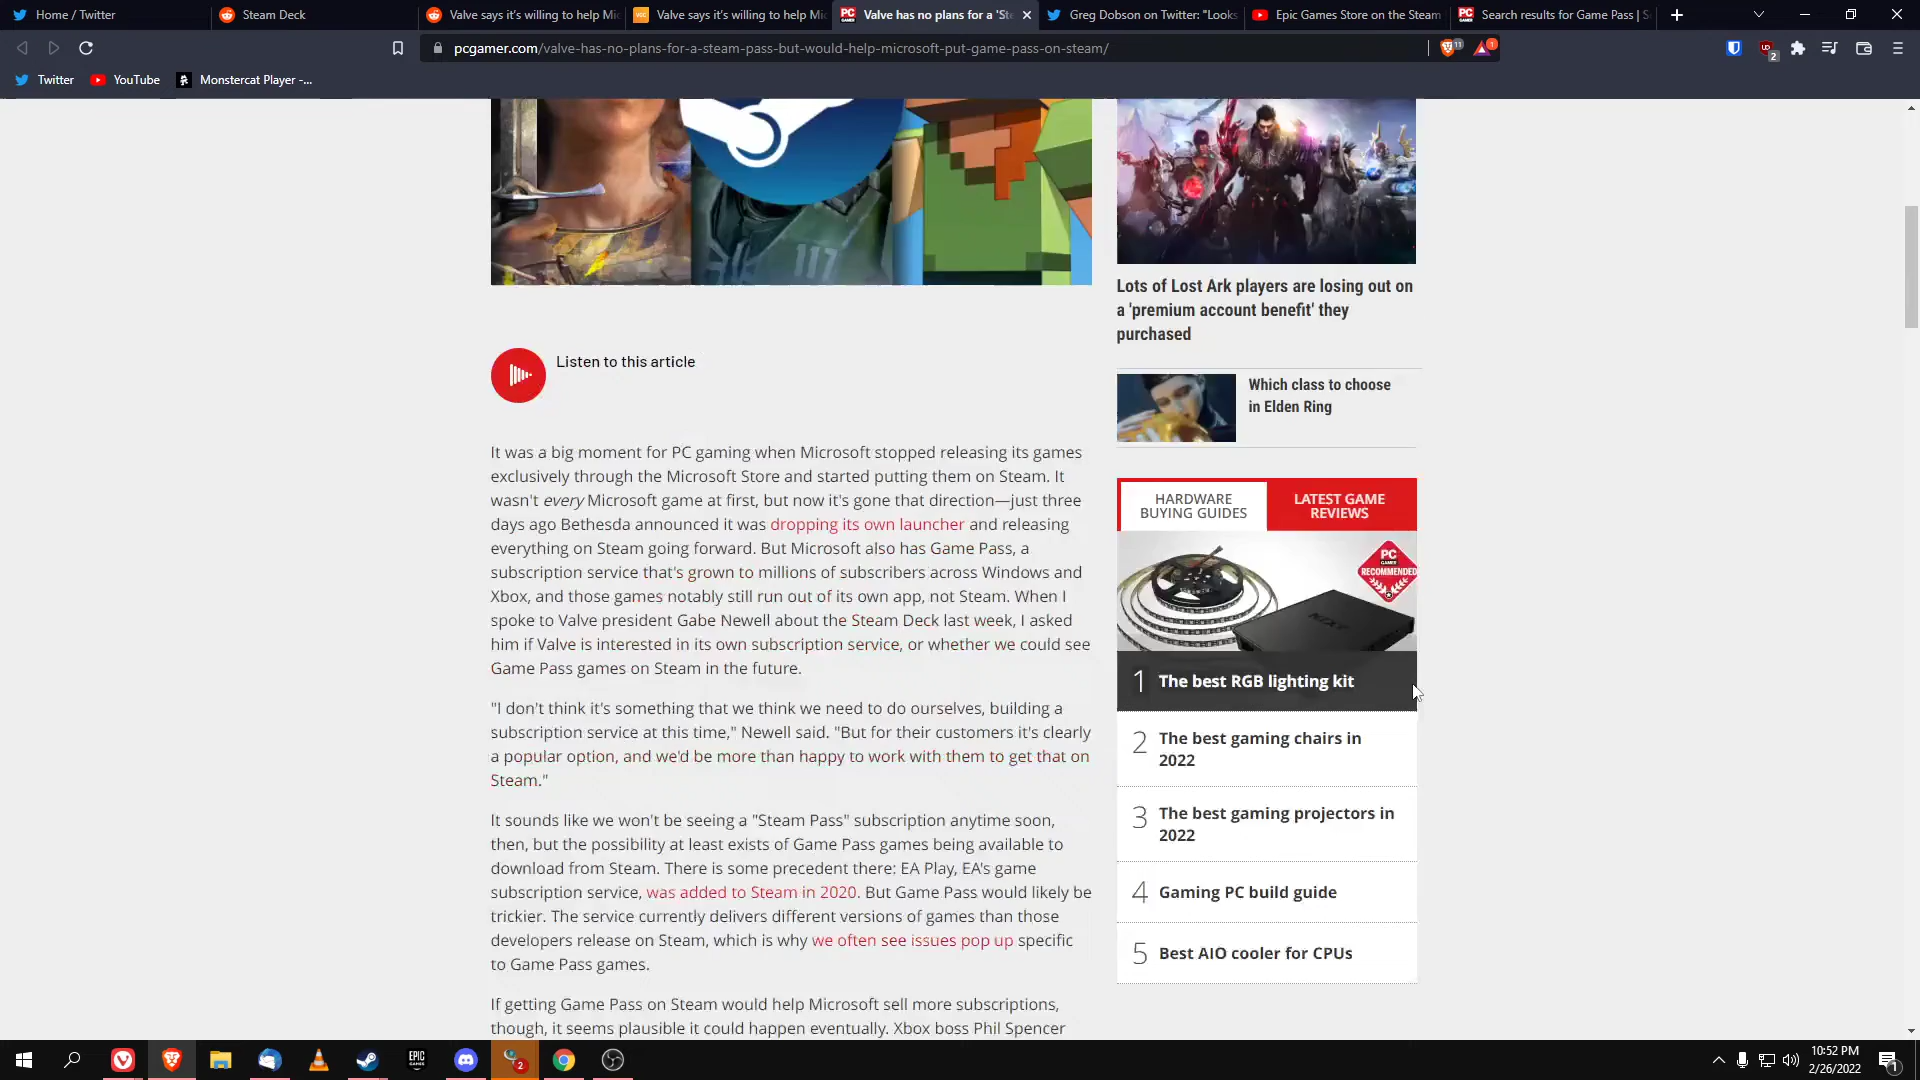 Home / Twitter
Steam Deck
Valve says it's willing to help Mi
Valve says it's willing to help Mi
Valve has no plans for a 'St
Greg Dobson on Twitter: "Looks
Epic Games Store on the Steam
Search results for Game Pass | S
pcgamer.com/valve-has-no-plans-for-a-steam-pass-but-would-help-microsoft-put-game-pass-on-steam/
11
1
2
Twitter
YouTube
Monstercat Player -...
117
Lots of Lost Ark players are losing out on
a 'premium account benefit' they
purchased
Listen to this article
Which class to choose
in Elden Ring
It was a big moment for PC gaming when Microsoft stopped releasing its games
exclusively through the Microsoft Store and started putting them on Steam. It
wasn't every Microsoft game at first, but now it's gone that direction—just three
days ago Bethesda announced it was dropping its own launcher and releasing
everything on Steam going forward. But Microsoft also has Game Pass, a
subscription service that's grown to millions of subscribers across Windows and
Xbox, and those games notably still run out of its own app, not Steam. When I
spoke to Valve president Gabe Newell about the Steam Deck last week, I asked
him if Valve is interested in its own subscription service, or whether we could see
Game Pass games on Steam in the future.
"I don't think it's something that we think we need to do ourselves, building a
subscription service at this time," Newell said. "But for their customers it's clearly
a popular option, and we'd be more than happy to work with them to get that on
Steam."
It sounds like we won't be seeing a "Steam Pass" subscription anytime soon,
then, but the possibility at least exists of Game Pass games being available to
download from Steam. There is some precedent there: EA Play, EA's game
subscription service, was added to Steam in 2020. But Game Pass would likely be
trickier. The service currently delivers different versions of games than those
developers release on Steam, which is why we often see issues pop up specific
to Game Pass games.
If getting Game Pass on Steam would help Microsoft sell more subscriptions,
though, it seems plausible it could happen eventually. Xbox boss Phil Spencer
HARDWARE
BUYING GUIDES
LATEST GAME
REVIEWS
PC
GAMER
RECOMMENDED
NZXT
1 The best RGB lighting kit
2 The best gaming chairs in
2022
3 The best gaming projectors in
2022
4 Gaming PC build guide
5 Best AIO cooler for CPUs
EPIC
GAMES
2
10:52 PM
2/26/2022
1